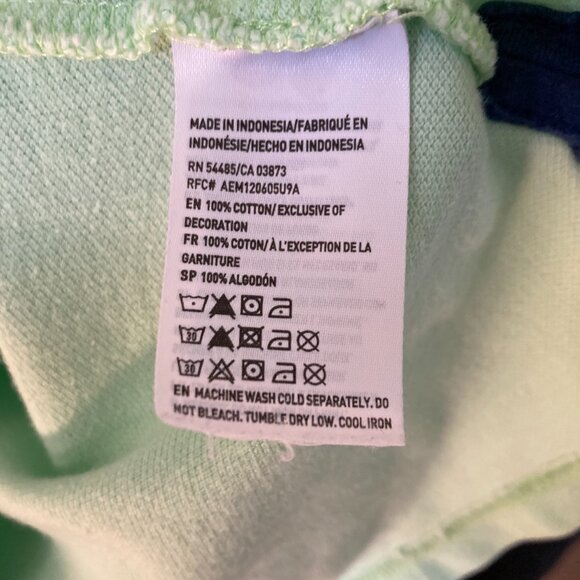 MADE IN INDONESIA/FABRIQUÉ EN
INDONÉSIE/HECHO EN INDONESIA
RN 54485/CA 03873
RFC# AEM120605U9A
EN 100% COTTON/EXCLUSIVE OF
DECORATION
FR 100% COTON/À L'EXCEPTION DE LA
GARNITURE
SP 100% ALGODÓN
30
30
EN MACHINE WASH COLD SEPARATELY. DO
NOT BLEACH. TUMBLE DRY LOW. COOL IRON